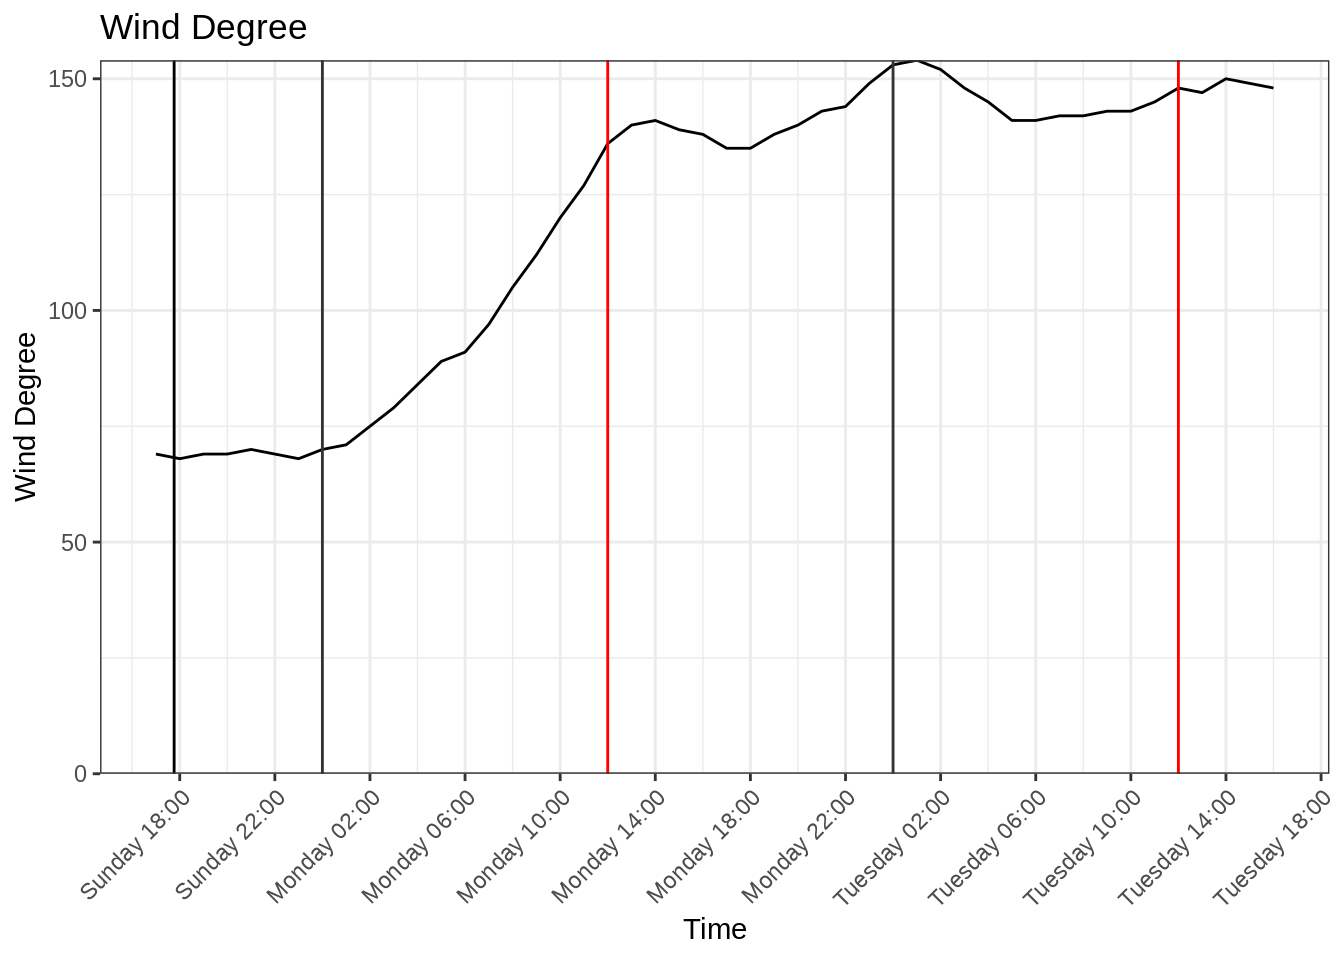 Wind Degree
Wind Degree
150
100
50
0
Sunday 18:00
Sunday 22:00
Monday 02:00
Monday 06:00
Monday 10:00
Monday 14:00
Monday 18:00
Monday 22:00
Tuesday 02:00
Tuesday 06:00
Tuesday 10:00
Tuesday 14:00
Tuesday 18:00
Time